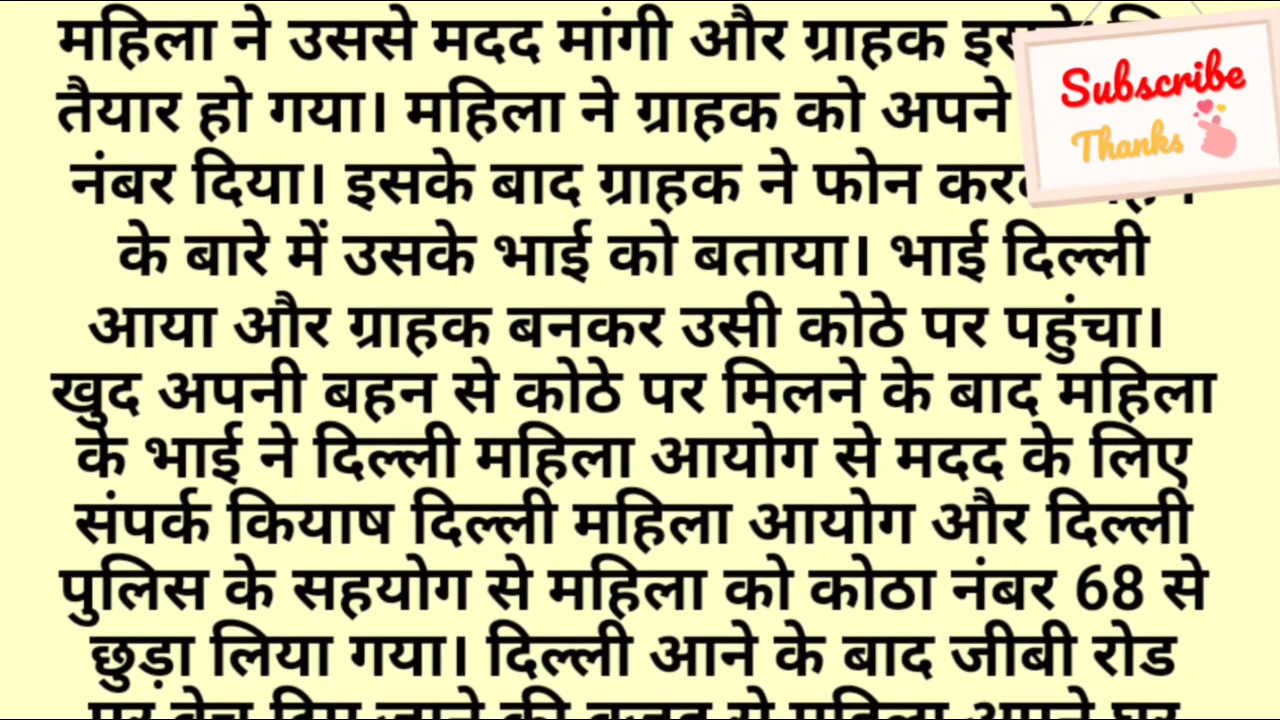 महिला ने उससे मदद मांगी और ग्राहक
तैयार हो गया। महिला ने ग्राहक को अपने
नंबर दिया। इसके बाद ग्राहक ने फोन
के बारे में उसके भाई को बताया। भाई दिल्ली
आया और ग्राहक बनकर उसी कोठे पर पहुंचा।
खुद अपनी बहन से कोठे पर मिलने के बाद महिला
के भाई ने दिल्ली महिला आयोग से मदद के लिए
संपर्क कियाष दिल्ली महिला आयोग और दिल्ली
पुलिस के सहयोग से महिला को कोठा नंबर 68 से
छुड़ा लिया गया। दिल्ली आने के बाद जीबी रोड
Subscribe
Thanks